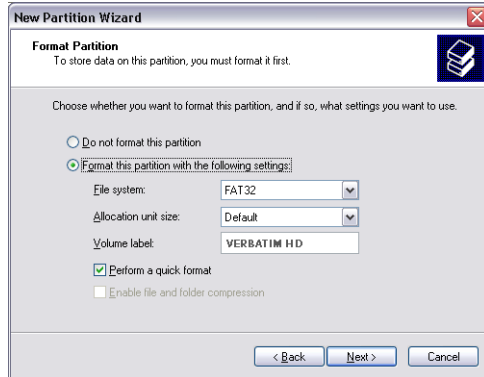 New Partition Wizard
Format Partition
To store data on this partition, you must format it first.
Choose whether you want to format this partition, and if so, what settings you want to use.
Do not format this partition
Format this partition with the following settings:
File system: FAT32
Allocation unit size: Default
Volume label: VERBATIM HD
Perform a quick format
Enable file and folder compression
< Back Next > Cancel